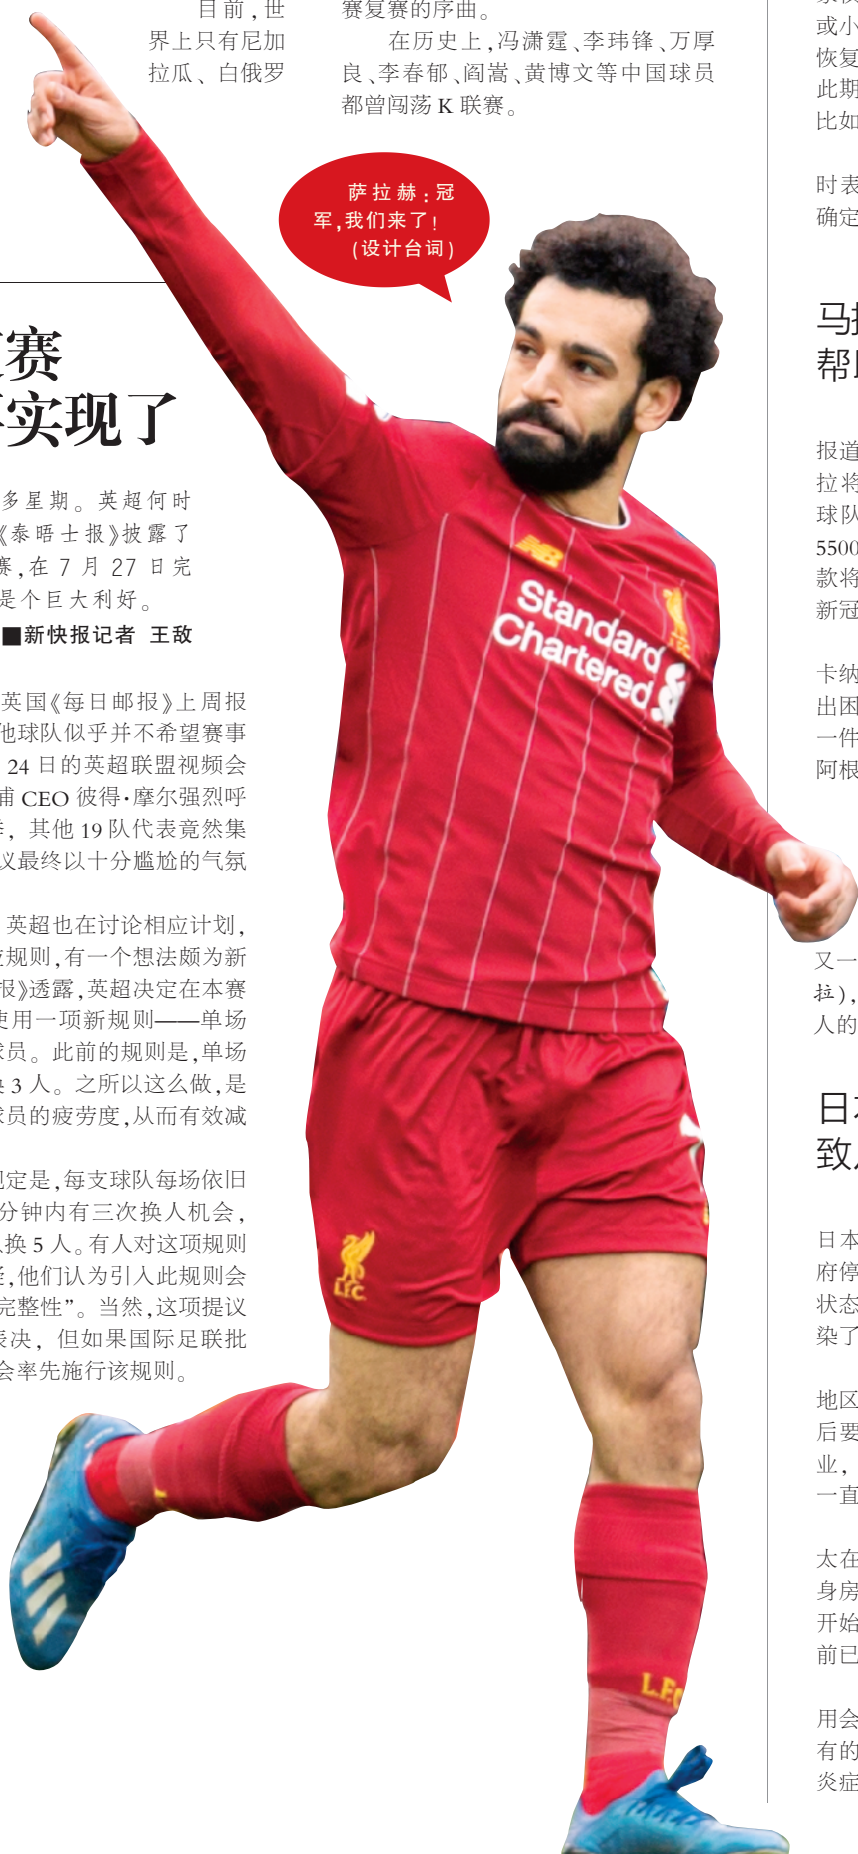 目前,世
界上只有尼加
拉瓜、白俄罗
赛复赛的序曲。
在历史上,冯潇霆、李玮锋、万厚
良、李春郁、阎嵩、黄博文等中国球员
都曾闯荡 K 联赛。
萨拉赫:冠
军,我们来了!
(设计台词)
赛
实现了
多星期。英超何时
《泰晤士报》披露了
赛,在 7 月 27 日完
是个巨大利好。
■新快报记者 王敌
英国《每日邮报》上周报
他球队似乎并不希望赛事
24 日的英超联盟视频会
浦 CEO 彼得·摩尔强烈呼
,其他 19 队代表竟然集
议最终以十分尴尬的气氛
英超也在讨论相应计划,
规则,有一个想法颇为新
报》透露,英超决定在本赛
使用一项新规则——单场
球员。此前的规则是,单场
换 3 人。之所以这么做,是
球员的疲劳度,从而有效减
规定是,每支球队每场依旧
分钟内有三次换人机会,
换 5 人。有人对这项规则
,他们认为引入此规则会
完整性”。当然,这项提议
表决,但如果国际足联批
会率先施行该规则。
Standard
Chartered
L.F.C.
L.F.C
或小
恢复
此期
比如
时表
确定
马拉
帮助
报道
拉将
球队
5500
款将
新冠
卡纳
出困
一件
阿根
又一
拉),
人的
日本
致
日本
府停
状态
染了
地区
后要
业,
一直
太在
身房
开始
前已
用会
有的
炎症